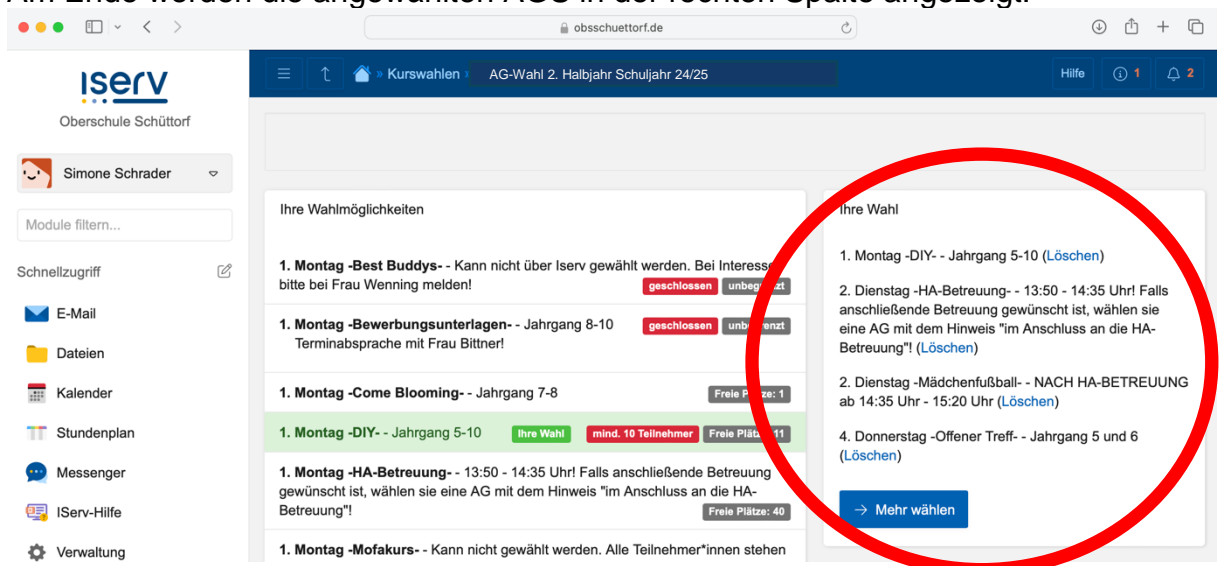 Am Ende werden die angewählten AGs in der rechten Spalte angezeigt.
obsschuettorf.de
IServ
Oberschule Schüttorf
» Kurswahlen » AG-Wahl 2. Halbjahr Schuljahr 24/25
Hilfe
1
2
Simone Schrader
Module filtern...
Schnellzugriff
E-Mail
Dateien
Kalender
Stundenplan
Messenger
IServ-Hilfe
Verwaltung
Ihre Wahlmöglichkeiten
1. Montag -Best Buddys- - Kann nicht über Iserv gewählt werden. Bei Interesse
bitte bei Frau Wenning melden! geschlossen unbegrenzt
1. Montag -Bewerbungsunterlagen- - Jahrgang 8-10 geschlossen unbegrenzt
Terminabsprache mit Frau Bittner!
1. Montag -Come Blooming- - Jahrgang 7-8 Freie Plätze: 1
1. Montag -DIY- - Jahrgang 5-10 Ihre Wahl mind. 10 Teilnehmer Freie Plätze: 11
1. Montag -HA-Betreuung- - 13:50 - 14:35 Uhr! Falls anschließende Betreuung
gewünscht ist, wählen sie eine AG mit dem Hinweis "im Anschluss an die HA-
Betreuung"! Freie Plätze: 40
1. Montag -Mofakurs- - Kann nicht gewählt werden. Alle Teilnehmer*innen stehen
Ihre Wahl
1. Montag -DIY- - Jahrgang 5-10 (Löschen)
2. Dienstag -HA-Betreuung- - 13:50 - 14:35 Uhr! Falls
anschließende Betreuung gewünscht ist, wählen sie
eine AG mit dem Hinweis "im Anschluss an die HA-
Betreuung"! (Löschen)
2. Dienstag -Mädchenfußball- - NACH HA-BETREUUNG
ab 14:35 Uhr - 15:20 Uhr (Löschen)
4. Donnerstag -Offener Treff- - Jahrgang 5 und 6
(Löschen)
→ Mehr wählen